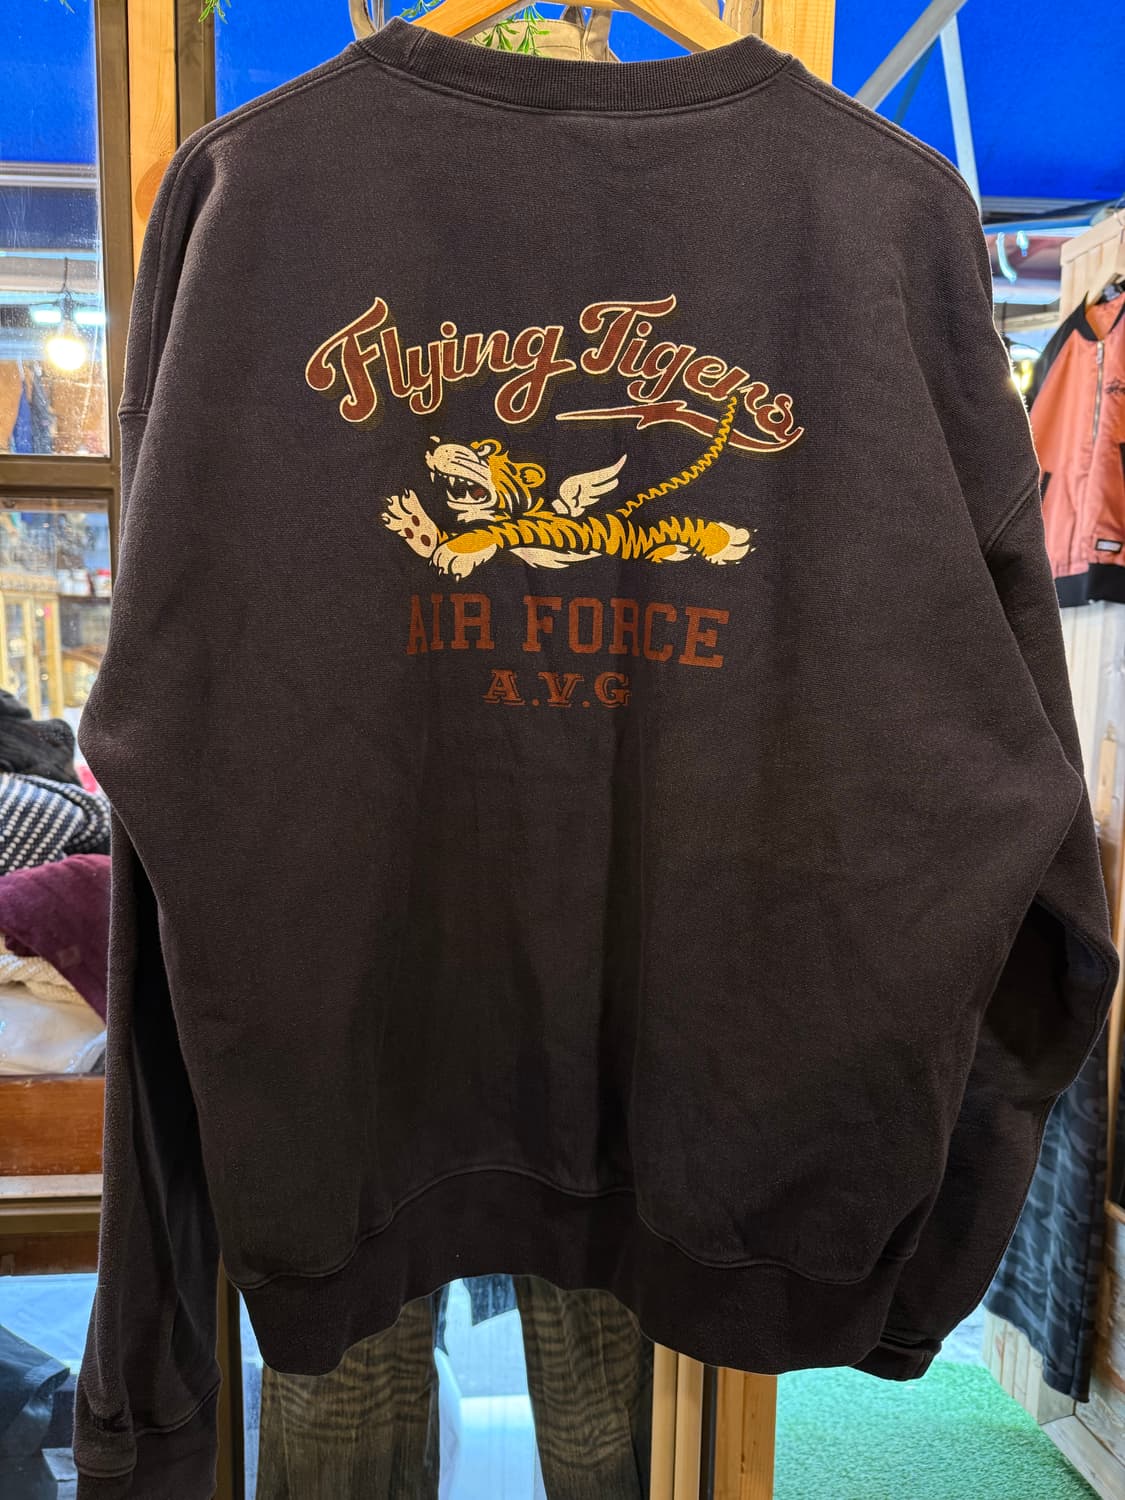 Flying Tigers
AIR FORCE
A.V.G